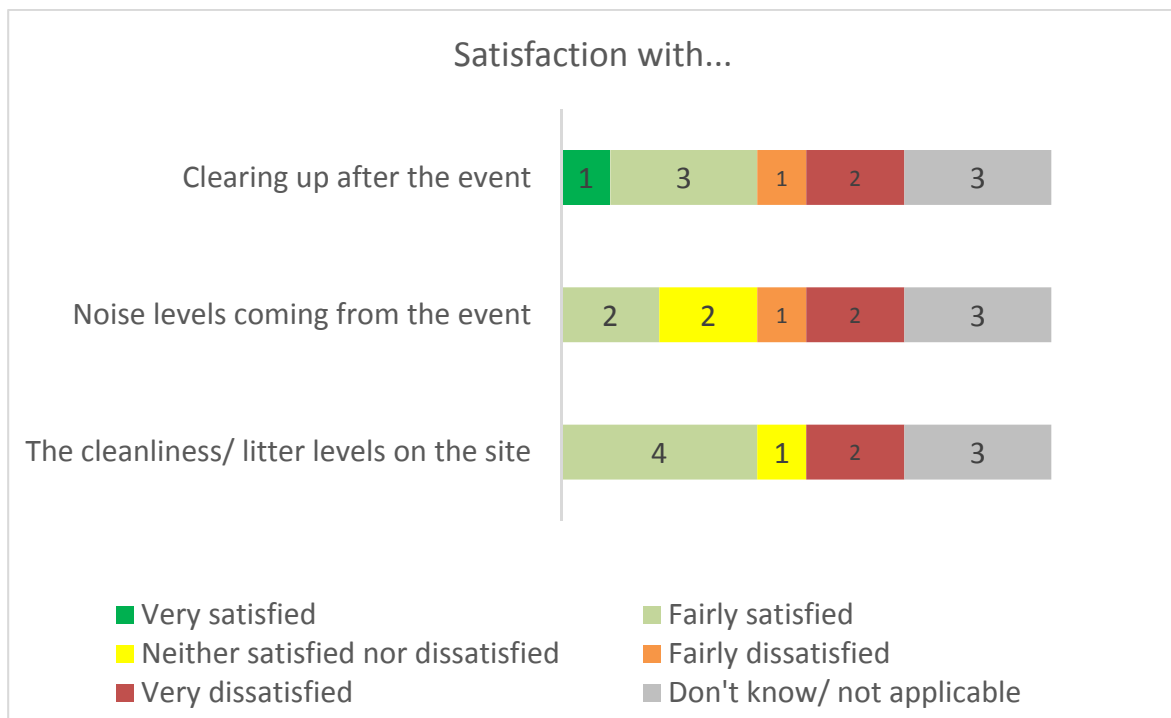 Satisfaction with...
Clearing up after the event
1 3 1 2 3
Noise levels coming from the event
2 2 1 2 3
The cleanliness/ litter levels on the site
4 1 2 3
Very satisfied
Fairly satisfied
Neither satisfied nor dissatisfied
Fairly dissatisfied
Very dissatisfied
Don't know/ not applicable